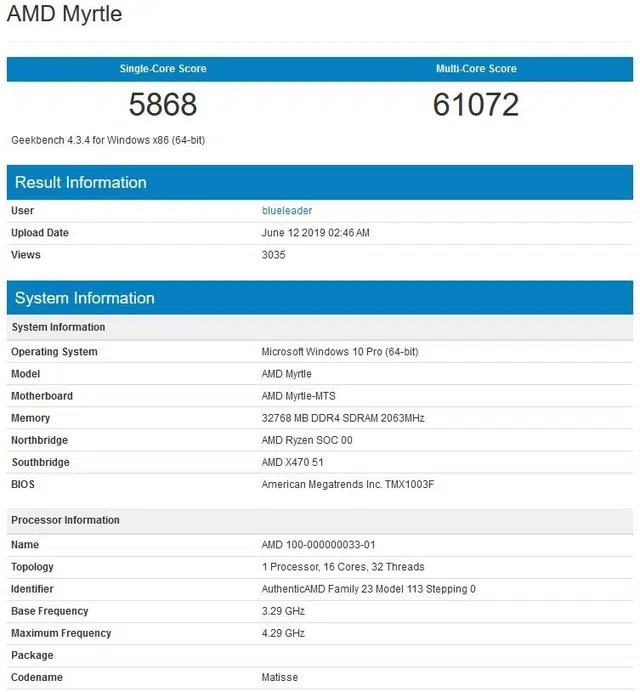 AMD Myrtle
Single-Core Score Multi-Core Score
5868 61072
Geekbench 4.3.4 for Windows x86 (64-bit)
Result Information
User blueleader
Upload Date June 12 2019 02:46 AM
Views 3035
System Information
System Information
Operating System Microsoft Windows 10 Pro (64-bit)
Model AMD Myrtle
Motherboard AMD Myrtle-MTS
Memory 32768 MB DDR4 SDRAM 2063MHz
Northbridge AMD Ryzen SOC 00
Southbridge AMD X470 51
BIOS American Megatrends Inc. TMX1003F
Processor Information
Name AMD 100-000000033-01
Topology 1 Processor, 16 Cores, 32 Threads
Identifier AuthenticAMD Family 23 Model 113 Stepping 0
Base Frequency 3.29 GHz
Maximum Frequency 4.29 GHz
Package
Codename Matisse